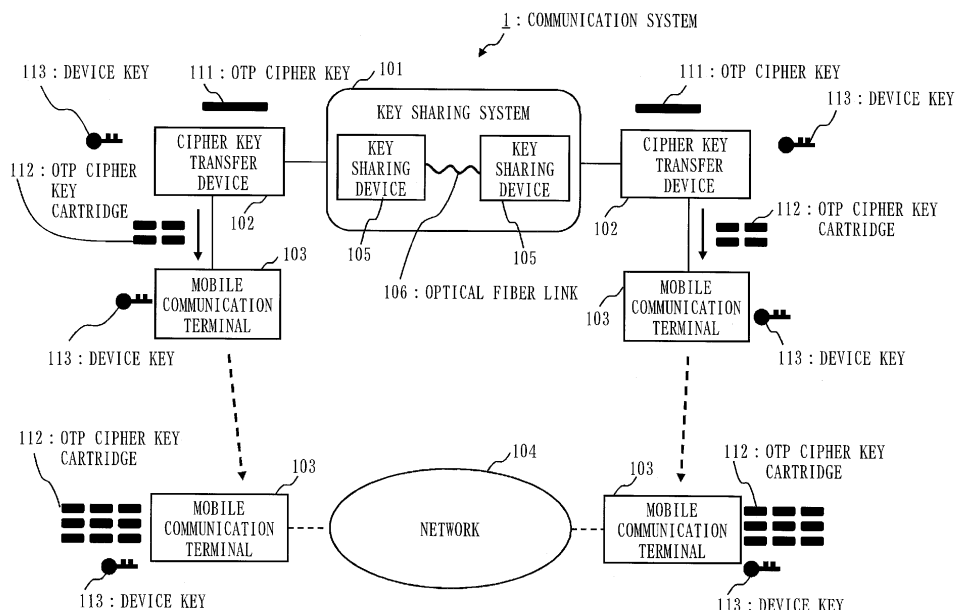 1 : COMMUNICATION SYSTEM
113 : DEVICE KEY
111 : OTP CIPHER KEY
101
111 : OTP CIPHER KEY
113 : DEVICE KEY
KEY SHARING SYSTEM
CIPHER KEY
TRANSFER
DEVICE
KEY
SHARING
DEVICE
KEY
SHARING
DEVICE
CIPHER KEY
TRANSFER
DEVICE
112 : OTP CIPHER
KEY
CARTRIDGE
102
105
105
102
112 : OTP CIPHER KEY
CARTRIDGE
103
106 : OPTICAL FIBER LINK
103
MOBILE
COMMUNICATION
TERMINAL
MOBILE
COMMUNICATION
TERMINAL
113 : DEVICE KEY
113 : DEVICE KEY
112 : OTP CIPHER KEY
CARTRIDGE
103
104
103
112 : OTP CIPHER KEY
CARTRIDGE
MOBILE
COMMUNICATION
TERMINAL
NETWORK
MOBILE
COMMUNICATION
TERMINAL
113 : DEVICE KEY
113 : DEVICE KEY